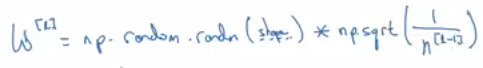 W^[l] = np.random.randn(shape) * np.sqrt(1/n^[l-1])